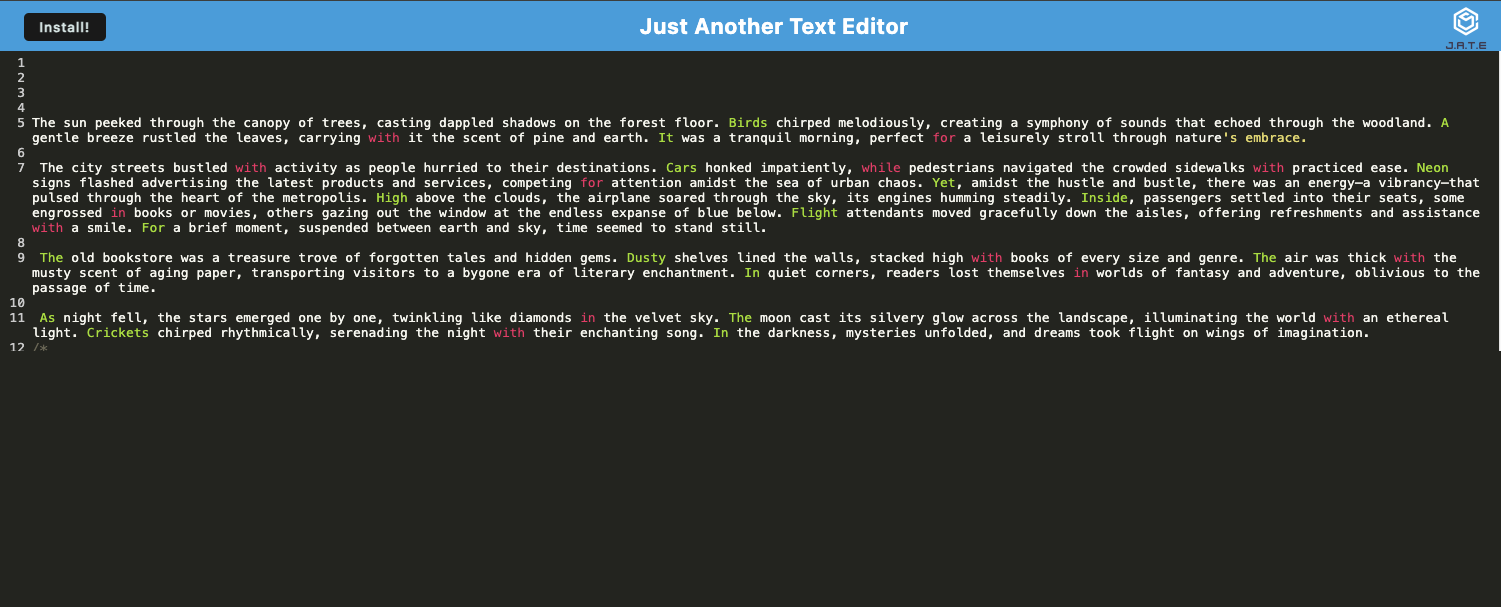 Install!
Just Another Text Editor
J.A.T.E
1
2
3
4
5 The sun peeked through the canopy of trees, casting dappled shadows on the forest floor. Birds chirped melodiously, creating a symphony of sounds that echoed through the woodland. A
gentle breeze rustled the leaves, carrying with it the scent of pine and earth. It was a tranquil morning, perfect for a leisurely stroll through nature's embrace.
6
7 The city streets bustled with activity as people hurried to their destinations. Cars honked impatiently, while pedestrians navigated the crowded sidewalks with practiced ease. Neon
signs flashed advertising the latest products and services, competing for attention amidst the sea of urban chaos. Yet, amidst the hustle and bustle, there was an energy—a vibrancy—that
pulsed through the heart of the metropolis. High above the clouds, the airplane soared through the sky, its engines humming steadily. Inside, passengers settled into their seats, some
engrossed in books or movies, others gazing out the window at the endless expanse of blue below. Flight attendants moved gracefully down the aisles, offering refreshments and assistance
with a smile. For a brief moment, suspended between earth and sky, time seemed to stand still.
8
9 The old bookstore was a treasure trove of forgotten tales and hidden gems. Dusty shelves lined the walls, stacked high with books of every size and genre. The air was thick with the
musty scent of aging paper, transporting visitors to a bygone era of literary enchantment. In quiet corners, readers lost themselves in worlds of fantasy and adventure, oblivious to the
passage of time.
10
11 As night fell, the stars emerged one by one, twinkling like diamonds in the velvet sky. The moon cast its silvery glow across the landscape, illuminating the world with an ethereal
light. Crickets chirped rhythmically, serenading the night with their enchanting song. In the darkness, mysteries unfolded, and dreams took flight on wings of imagination.
12 /*